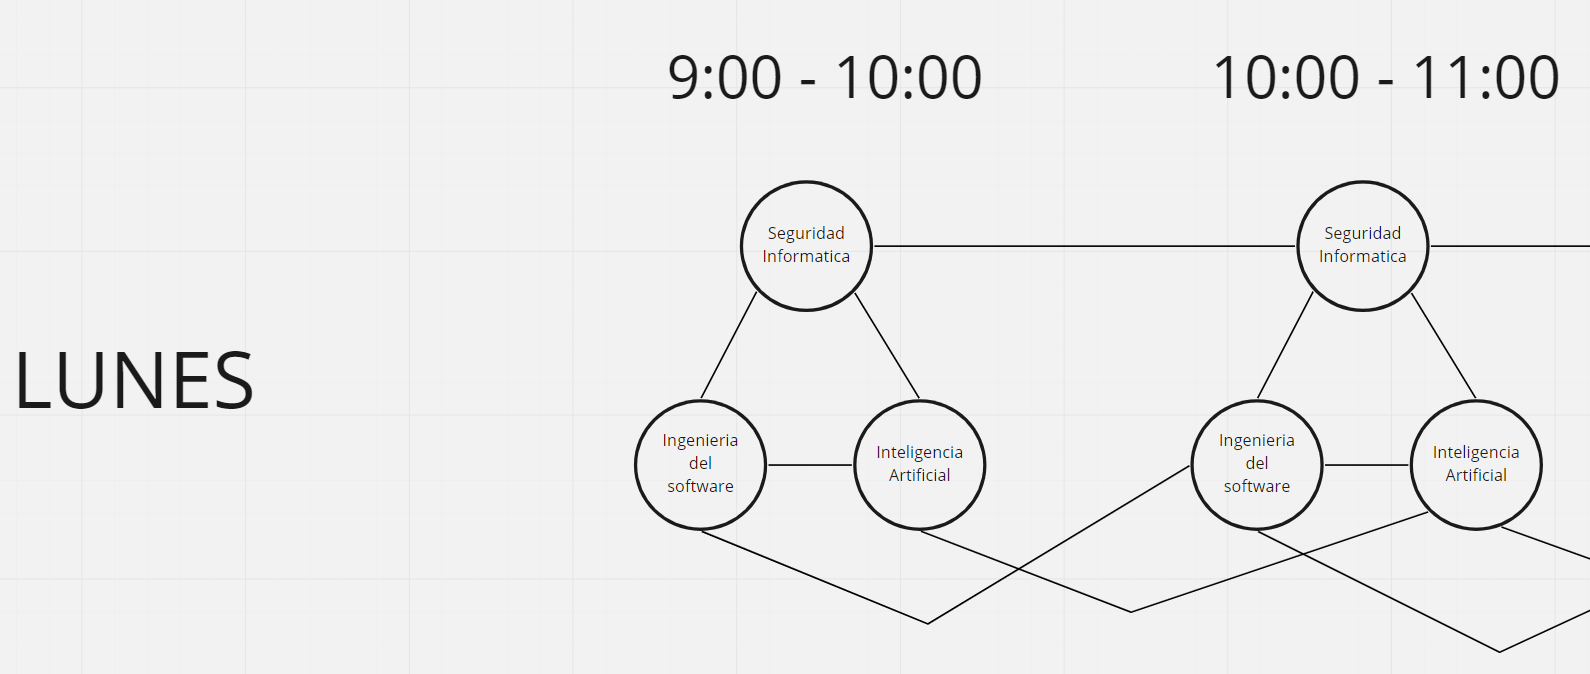 9:00 - 10:00
10:00 - 11:00
Seguridad
Informatica
Seguridad
Informatica
LUNES
Ingenieria
del
software
Inteligencia
Artificial
Ingenieria
del
software
Inteligencia
Artificial